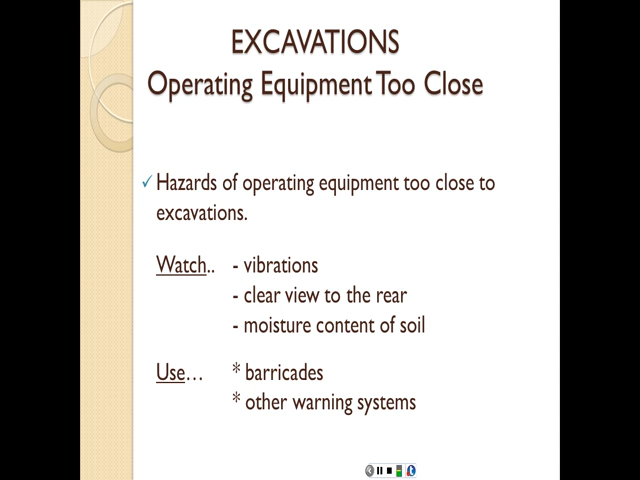 EXCAVATIONS
Operating Equipment Too Close
✓ Hazards of operating equipment too close to
excavations.
Watch.. - vibrations
- clear view to the rear
- moisture content of soil
Use… * barricades
* other warning systems